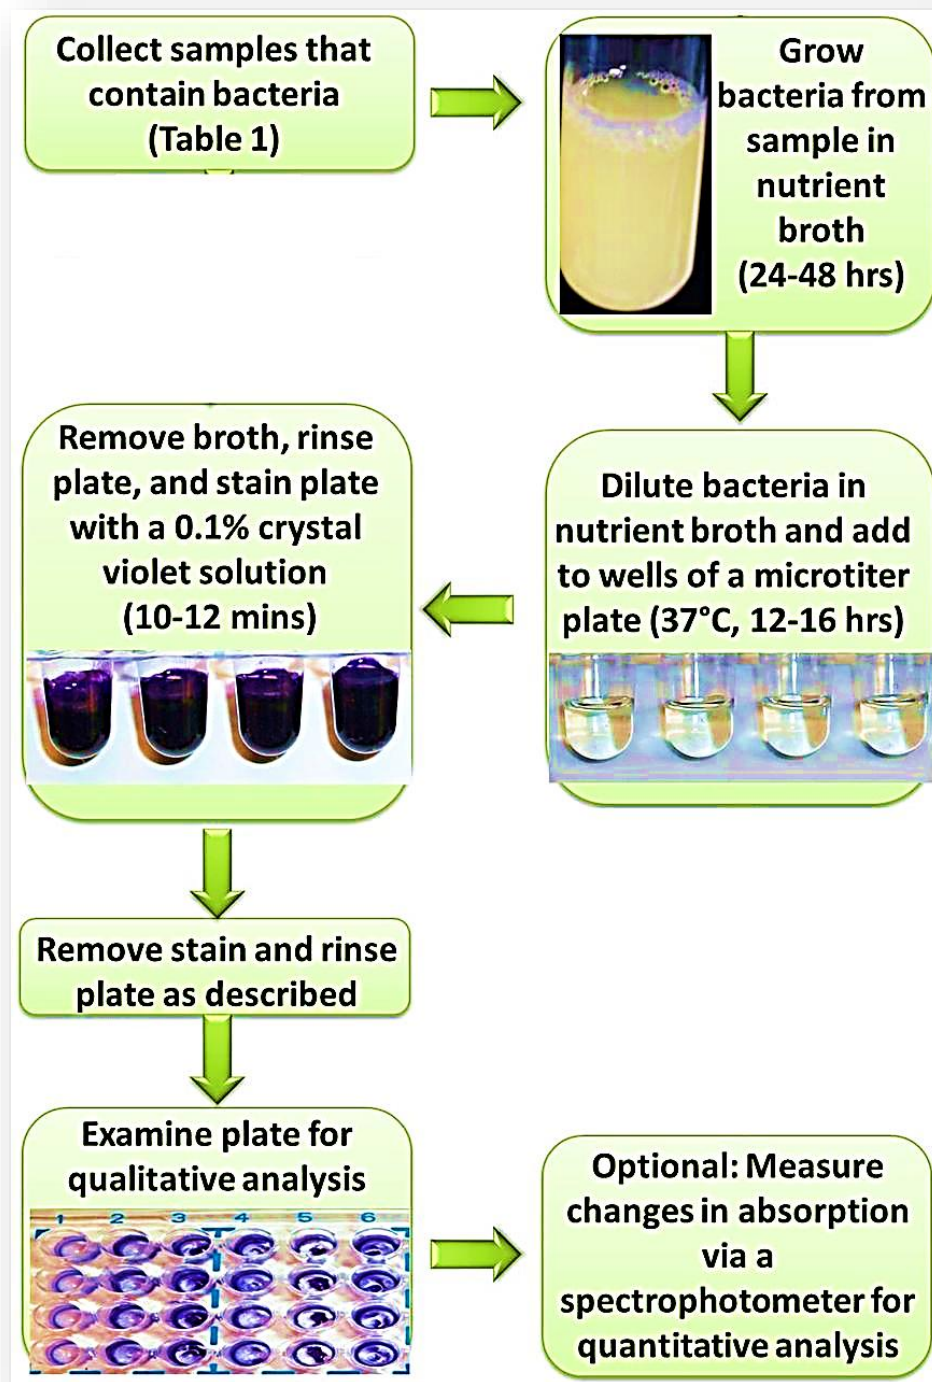 Collect samples that
contain bacteria
(Table 1)
Grow
bacteria from
sample in
nutrient
broth
(24-48 hrs)
Dilute bacteria in
nutrient broth and add
to wells of a microtiter
plate (37°C, 12-16 hrs)
Remove broth, rinse
plate, and stain plate
with a 0.1% crystal
violet solution
(10-12 mins)
Remove stain and rinse
plate as described
Examine plate for
qualitative analysis
1 2 3 4 5 6
Optional: Measure
changes in absorption
via a
spectrophotometer for
quantitative analysis